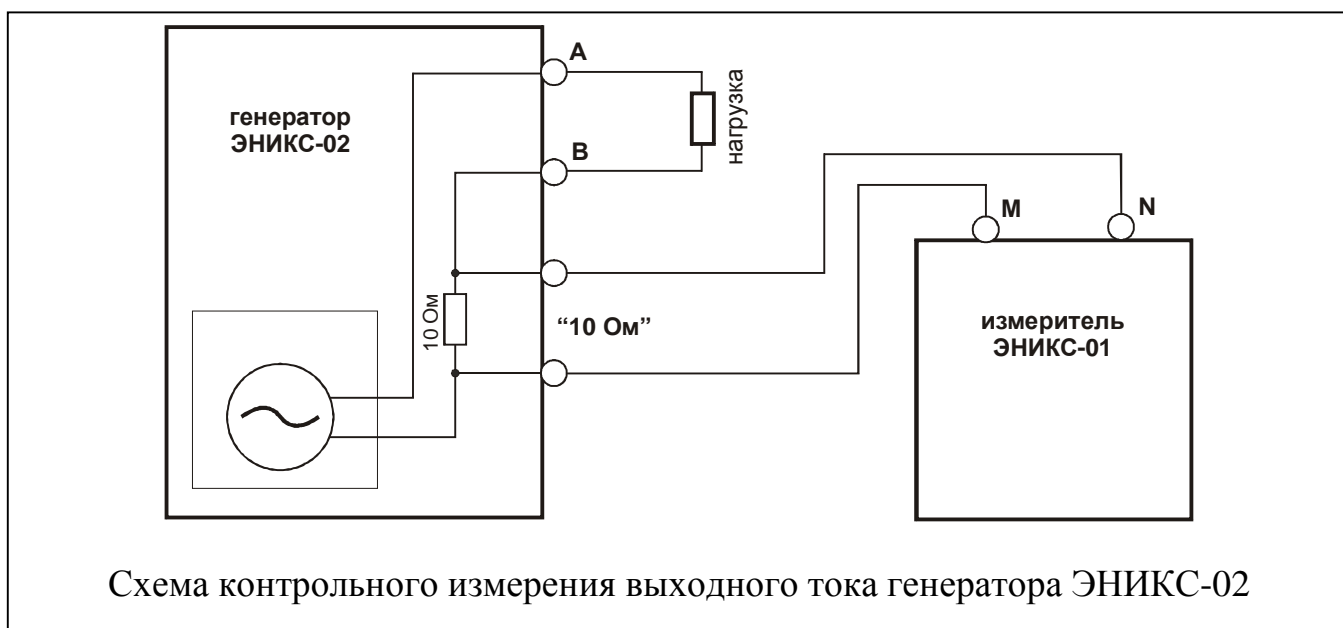 A
генератор
ЭНИКС-02
нагрузка
B
M
N
10 Ом
“10 Ом”
измеритель
ЭНИКС-01
Схема контрольного измерения выходного тока генератора ЭНИКС-02